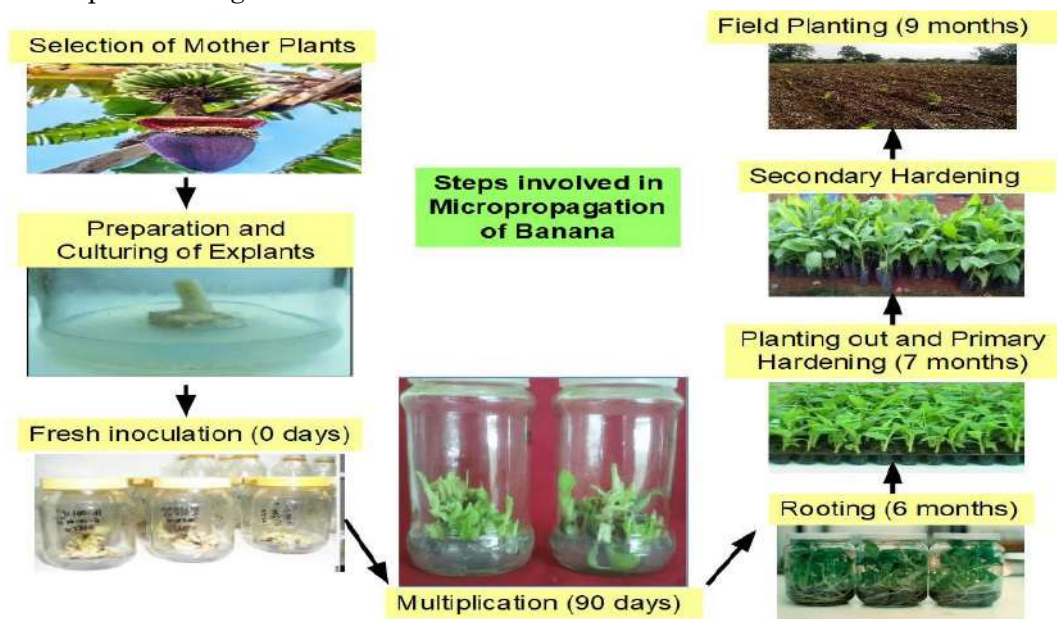 Selection of Mother Plants
Preparation and
Culturing of Explants
Fresh inoculation (0 days)
Steps involved in
Micropropagation
of Banana
Multiplication (90 days)
Field Planting (9 months)
Secondary Hardening
Planting out and Primary
Hardening (7 months)
Rooting (6 months)